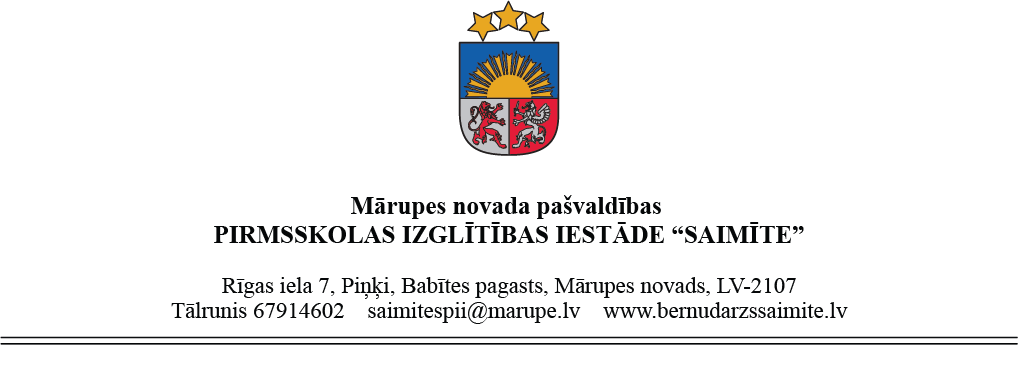 Mārupes novada pašvaldības
PIRMSSKOLAS IZGLĪTĪBAS IESTĀDE “SAIMĪTE”
Rīgas iela 7, Piņķi, Babītes pagasts, Mārupes novads, LV-2107
Tālrunis 67914602 saimitespii@marupe.lv www.bernudarzssaimite.lv